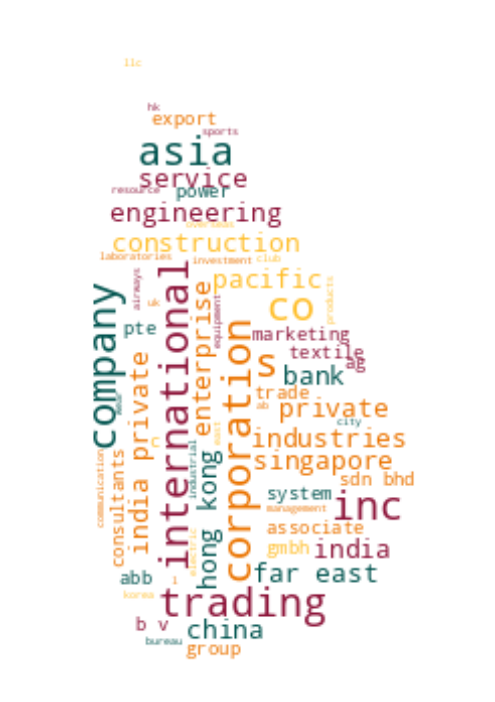 llc
hk
export
sports
asia
service
resource
power
engineering
overseas
construction
laboratories
investment
club
pacific
airways
international
company
enterprise
equipment
products
uk
co
pte
corporation
marketing
textile
s
ag
bank
india private
trade
wear
ab
private
city
c
east
industries
consultants
communication
industrial
hong kong
singapore
sdn bhd
system
inc
management
associate
electric
gmbh
india
abb
l
far east
korea
trading
b v
china
bureau
group